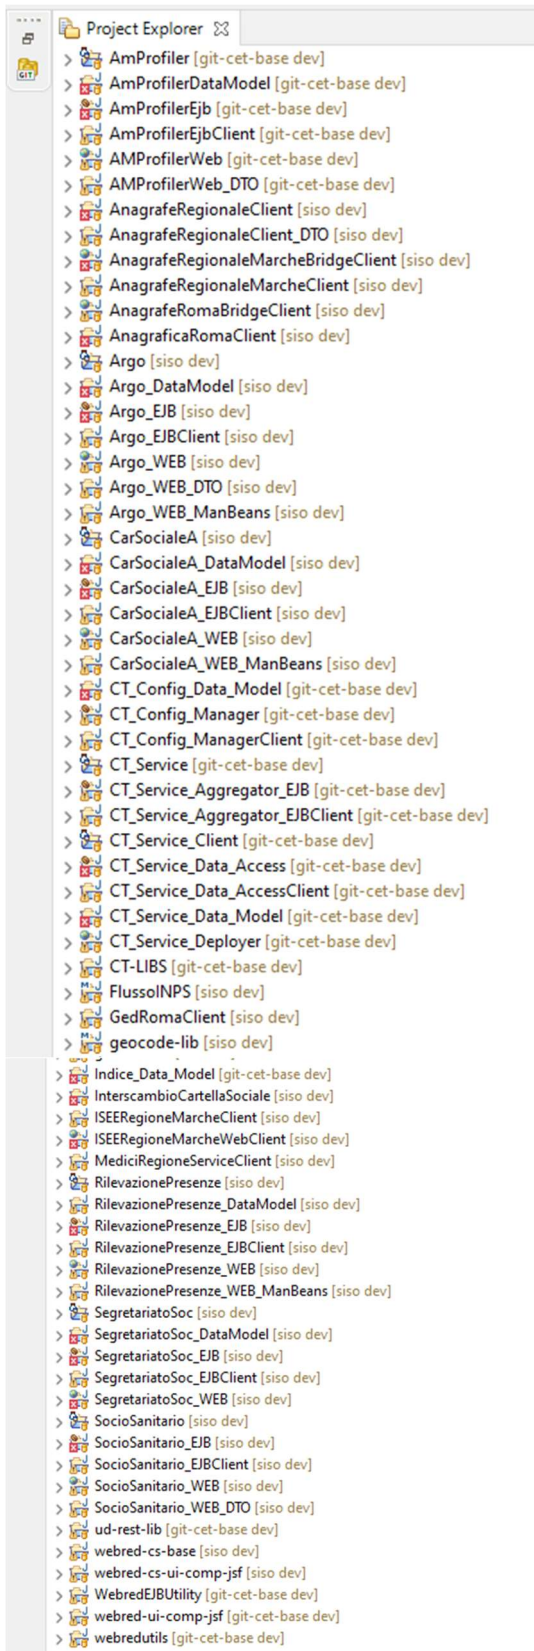 Project Explorer
AmProfiler [git-cet-base dev]
AmProfilerDataModel [git-cet-base dev]
AmProfilerEjb [git-cet-base dev]
AmProfilerEjbClient [git-cet-base dev]
AMProfilerWeb [git-cet-base dev]
AMProfilerWeb_DTO [git-cet-base dev]
AnagrafeRegionaleClient [siso dev]
AnagrafeRegionaleClient_DTO [siso dev]
AnagrafeRegionaleMarcheBridgeClient [siso dev]
AnagrafeRegionaleMarcheClient [siso dev]
AnagrafeRomaBridgeClient [siso dev]
AnagraficaRomaClient [siso dev]
Argo [siso dev]
Argo_DataModel [siso dev]
Argo_EJB [siso dev]
Argo_EJBClient [siso dev]
Argo_WEB [siso dev]
Argo_WEB_DTO [siso dev]
Argo_WEB_ManBeans [siso dev]
CarSocialeA [siso dev]
CarSocialeA_DataModel [siso dev]
CarSocialeA_EJB [siso dev]
CarSocialeA_EJBClient [siso dev]
CarSocialeA_WEB [siso dev]
CarSocialeA_WEB_ManBeans [siso dev]
CT_Config_Data_Model [git-cet-base dev]
CT_Config_Manager [git-cet-base dev]
CT_Config_ManagerClient [git-cet-base dev]
CT_Service [git-cet-base dev]
CT_Service_Aggregator_EJB [git-cet-base dev]
CT_Service_Aggregator_EJBClient [git-cet-base dev]
CT_Service_Client [git-cet-base dev]
CT_Service_Data_Access [git-cet-base dev]
CT_Service_Data_AccessClient [git-cet-base dev]
CT_Service_Data_Model [git-cet-base dev]
CT_Service_Deployer [git-cet-base dev]
CT-LIBS [git-cet-base dev]
FlussoINPS [siso dev]
GedRomaClient [siso dev]
geocode-lib [siso dev]
Indice_Data_Model [git-cet-base dev]
InterscambioCartellaSociale [siso dev]
ISEERegioneMarcheClient [siso dev]
ISEERegioneMarcheWebClient [siso dev]
MediciRegioneServiceClient [siso dev]
RilevazionePresenze [siso dev]
RilevazionePresenze_DataModel [siso dev]
RilevazionePresenze_EJB [siso dev]
RilevazionePresenze_EJBClient [siso dev]
RilevazionePresenze_WEB [siso dev]
RilevazionePresenze_WEB_ManBeans [siso dev]
SegretariatoSoc [siso dev]
SegretariatoSoc_DataModel [siso dev]
SegretariatoSoc_EJB [siso dev]
SegretariatoSoc_EJBClient [siso dev]
SegretariatoSoc_WEB [siso dev]
SocioSanitario [siso dev]
SocioSanitario_EJB [siso dev]
SocioSanitario_EJBClient [siso dev]
SocioSanitario_WEB [siso dev]
SocioSanitario_WEB_DTO [siso dev]
ud-rest-lib [git-cet-base dev]
webred-cs-base [siso dev]
webred-cs-ui-comp-jsf [siso dev]
WebredEJBUtility [git-cet-base dev]
webred-ui-comp-jsf [git-cet-base dev]
webredutils [git-cet-base dev]